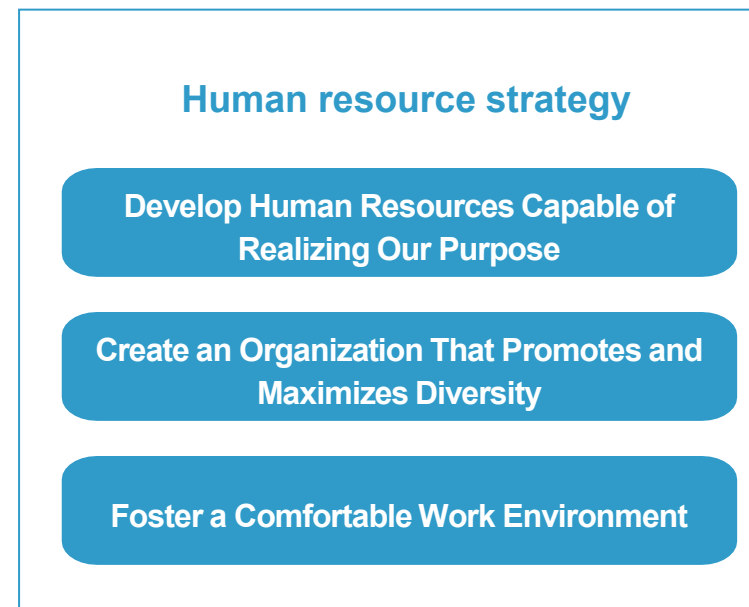 Human resource strategy
Develop Human Resources Capable of
Realizing Our Purpose
Create an Organization That Promotes and
Maximizes Diversity
Foster a Comfortable Work Environment